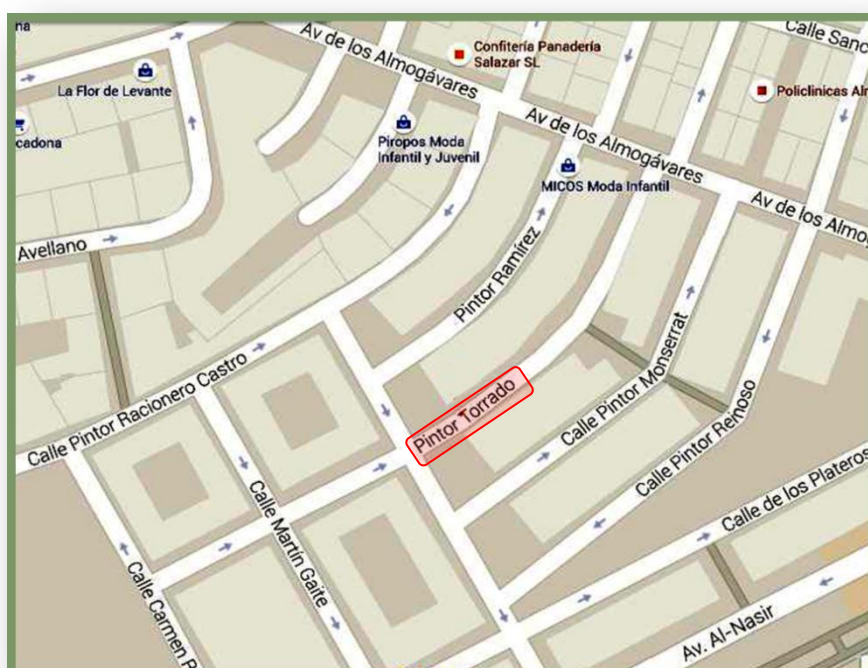 na
Av de los Almogávares
Confitería Panadería
Salazar SL
Calle Sanc
La Flor de Levante
Policlinicas Al
cadona
Piropos Moda
Infantil y Juvenil
Av de los Almogávares
MICOS Moda Infantil
Av de los Almo
Avellano
Pintor Ramírez
Calle Pintor Racionero Castro
Pintor Torrado
Calle Pintor Monserrat
Calle Pintor Reinoso
Calle Martín Gaite
Calle de los Plateros
Calle Carmen R
Av. Al-Nasir